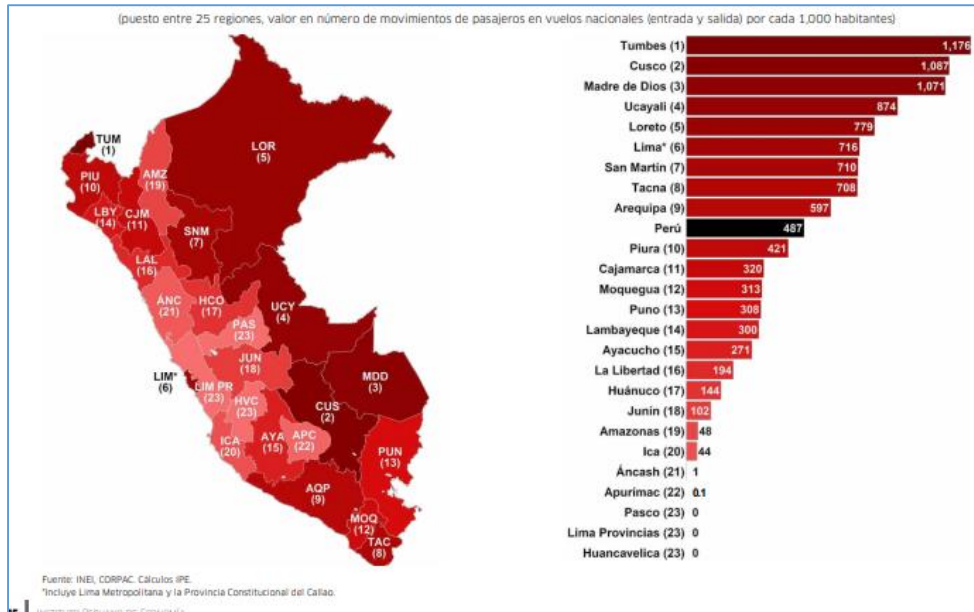 (puesto entre 25 regiones, valor en número de movimientos de pasajeros en vuelos nacionales (entrada y salida) por cada 1,000 habitantes)
TUM
(1)
LOR
(5)
PIU
(10)
AMZ
(19)
LBY
(14)
CJM
(11)
SNM
(7)
LAL
(16)
ÁNC
(21)
HCO
(17)
UCY
(4)
PAS
(23)
JUN
(18)
LIM*
(6)
LIM PR
(23)
HVC
(23)
MDD
(3)
CUS
(2)
ICA
(20)
AYA
(15)
APC
(22)
PUN
(13)
AQP
(9)
MOQ
(12)
TAC
(8)
Tumbes (1) 1,176
Cusco (2) 1,087
Madre de Dios (3) 1,071
Ucayali (4) 874
Loreto (5) 779
Lima* (6) 716
San Martín (7) 710
Tacna (8) 708
Arequipa (9) 597
Perú 487
Piura (10) 421
Cajamarca (11) 320
Moquegua (12) 313
Puno (13) 308
Lambayeque (14) 300
Ayacucho (15) 271
La Libertad (16) 194
Huánuco (17) 144
Junín (18) 102
Amazonas (19) 48
Ica (20) 44
Áncash (21) 1
Apurímac (22) 0.1
Pasco (23) 0
Lima Provincias (23) 0
Huancavelica (23) 0
Fuente: INEI, CORPAC. Cálculos IPE.
*Incluye Lima Metropolitana y la Provincia Constitucional del Callao.